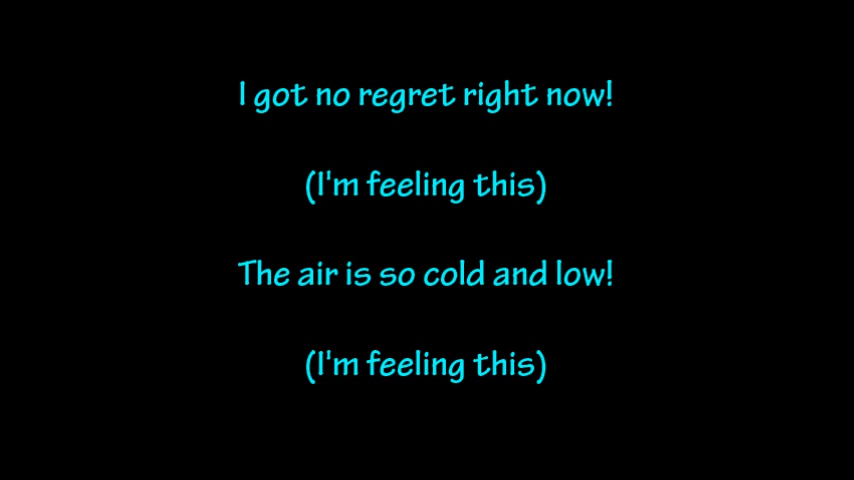 I got no regret right now!
(I'm feeling this)
The air is so cold and low!
(I'm feeling this)